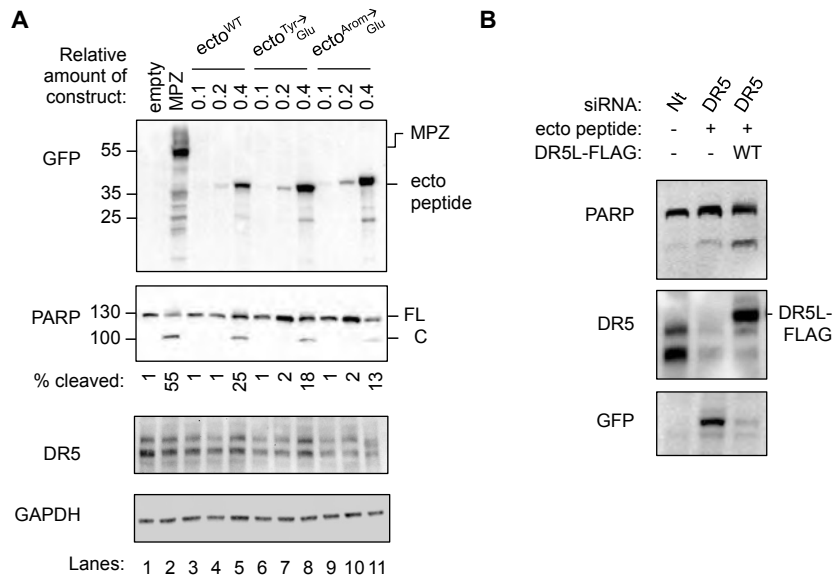 A
ecto^WT
ecto^Tyr→Glu
ecto^Arom→Glu
Relative amount of construct:
empty
MPZ
0.1
0.2
0.4
0.1
0.2
0.4
0.1
0.2
0.4
GFP
55
35
25
MPZ
ecto peptide
PARP
130
100
FL
C
% cleaved:
1
55
1
1
25
1
2
18
1
2
13
DR5
GAPDH
Lanes: 1 2 3 4 5 6 7 8 9 10 11
B
siRNA: Nt DR5 DR5
ecto peptide: - + +
DR5L-FLAG: - - WT
PARP
DR5
DR5L-
FLAG
GFP